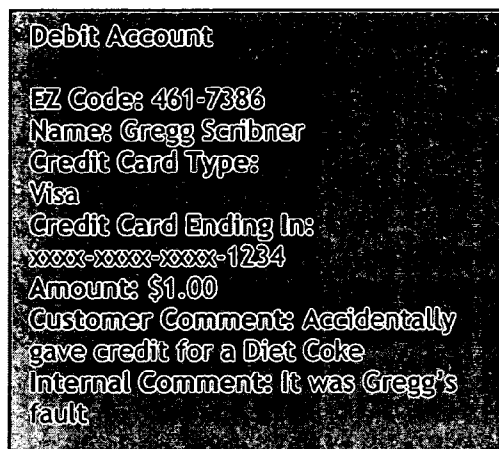 Debit Account
EZ Code: 461-7386
Name: Gregg Scribner
Credit Card Type:
Visa
Credit Card Ending In:
xxxx-xxxx-xxxx-1234
Amount: $1.00
Customer Comment: Accidentally
gave credit for a Diet Coke
Internal Comment: It was Gregg's
fault